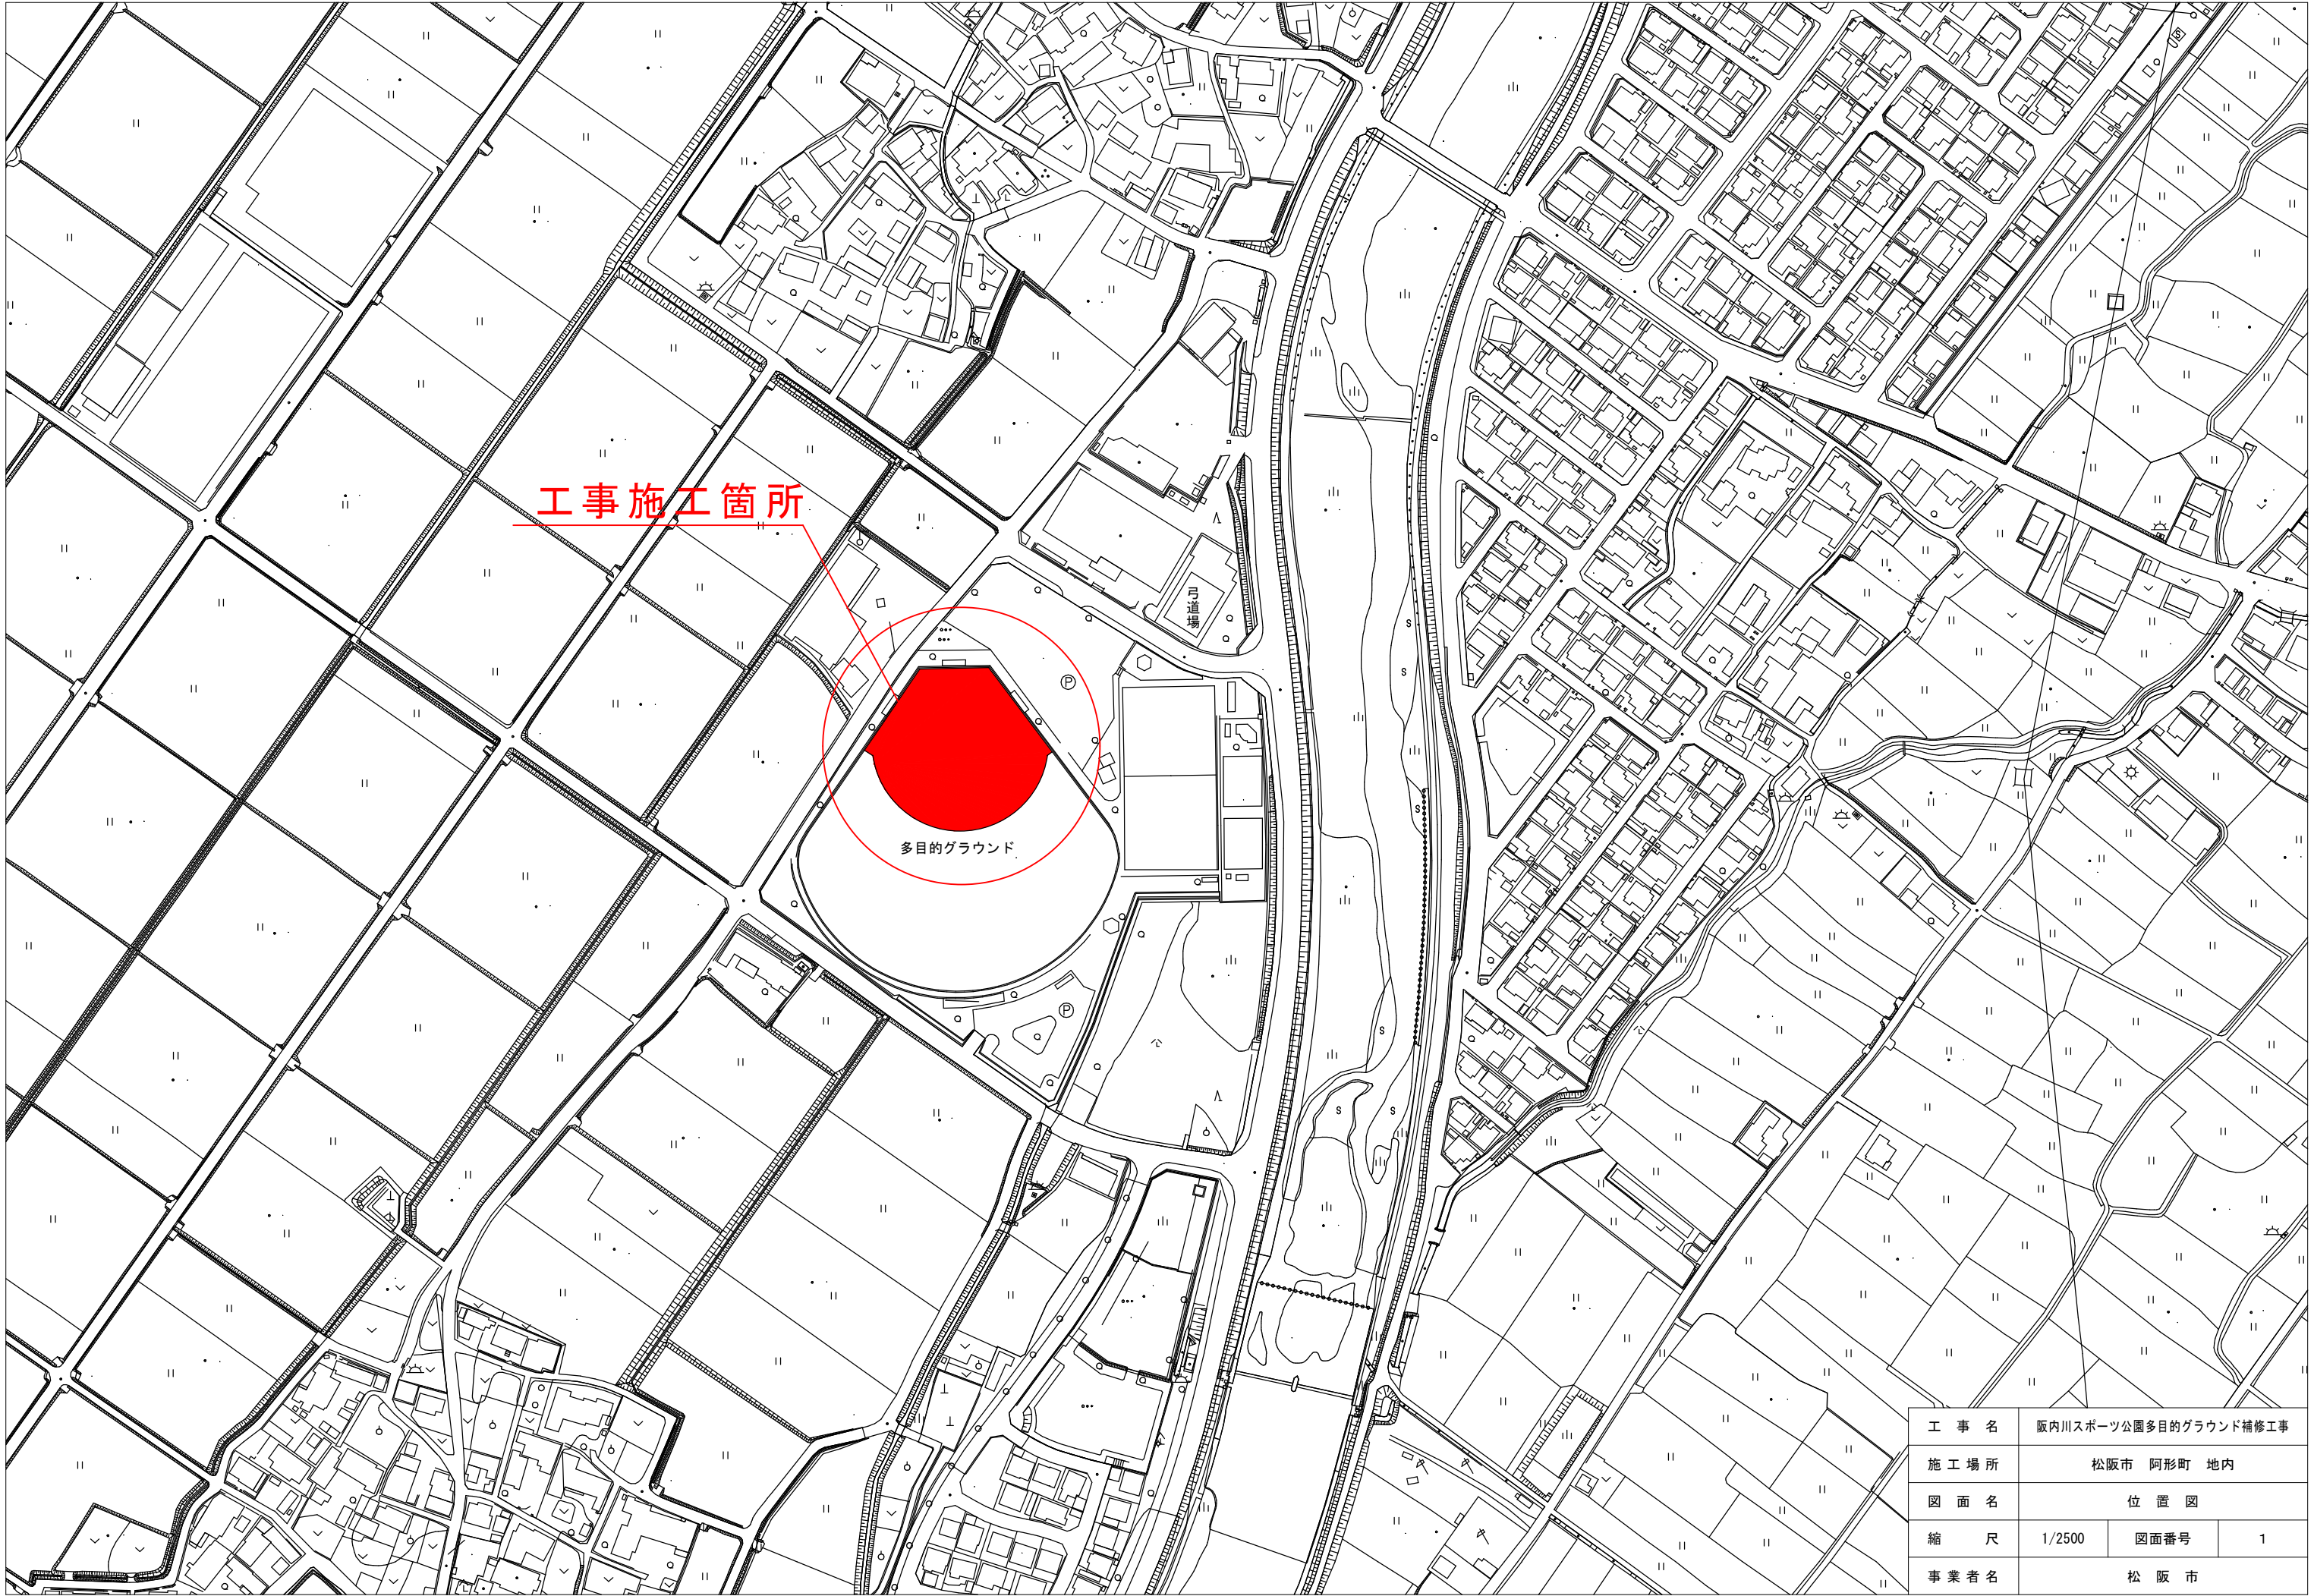 工事施工箇所
弓道場
P
多目的グラウンド
P
S
S
S
S
S
S
工事名 阪内川スポーツ公園多目的グラウンド補修工事
施工場所 松阪市 阿形町 地内
図面名 位置図
縮尺 1/2500 図面番号 1
事業者名 松阪市